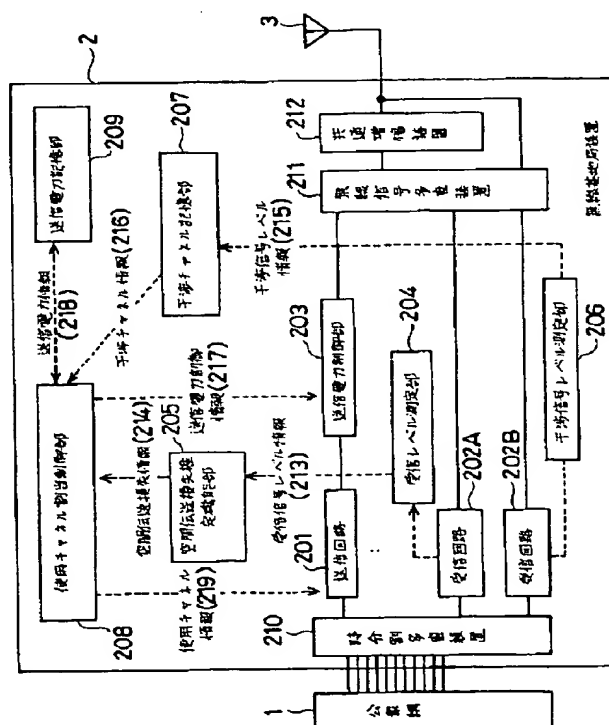 3
2
209
送信電力記憶部
207
干渉チャネル記憶部
212
共通増幅装置
211
無線信号多重装置
無線基地局装置
送信電力情報
(218)
干渉チャネル情報 (216)
干渉信号レベル
情報 (215)
203
送信電力制御部
204
受信レベル測定部
206
干渉信号レベル測定部
使用チャネル割当制御部
208
送信電力制御
情報 (217)
空間伝送損失情報 (214)
205
空間伝送損失推
定機能部
受信信号レベル情報 (213)
使用チャネル
情報 (219)
201
送信回路
202A
受信回路
202B
受信回路
210
時分割多重装置
1
公衆網